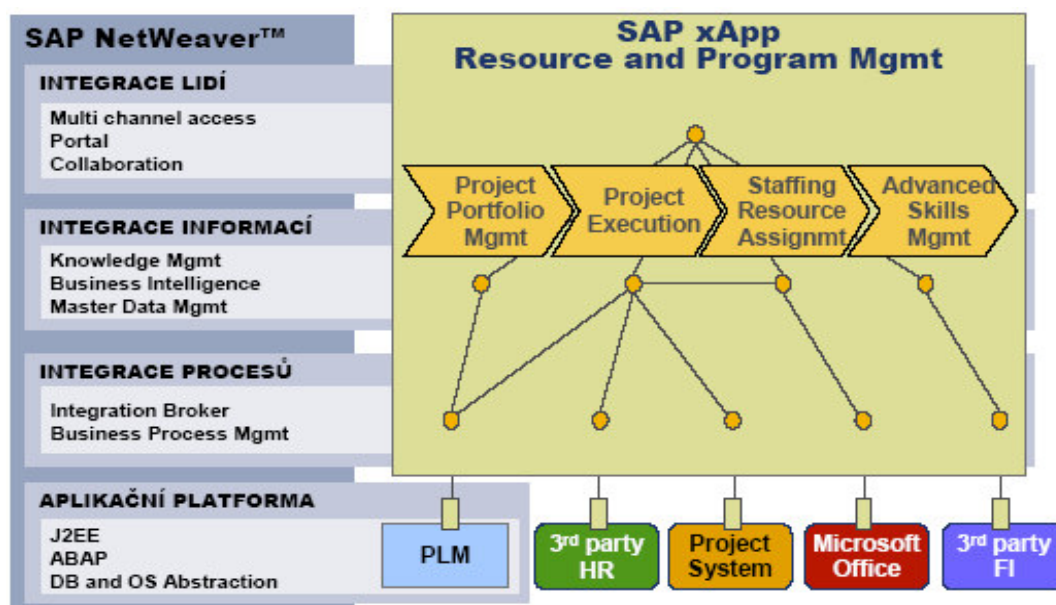 SAP NetWeaver™
INTEGRACE LIDÍ
Multi channel access
Portal
Collaboration
INTEGRACE INFORMACÍ
Knowledge Mgmt
Business Intelligence
Master Data Mgmt
INTEGRACE PROCESŮ
Integration Broker
Business Process Mgmt
APLIKAČNÍ PLATFORMA
J2EE
ABAP
DB and OS Abstraction
SAP xApp
Resource and Program Mgmt
Project
Portfolio
Mgmt
Project
Execution
Staffing
Resource
Assignmt
Advanced
Skills
Mgmt
PLM
3rd party
HR
Project
System
Microsoft
Office
3rd party
FI